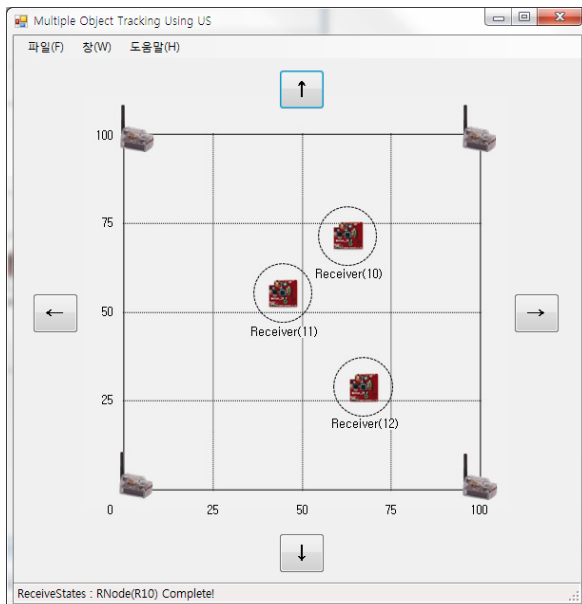 Multiple Object Tracking Using US
파일(F) 창(W) 도움말(H)
↑
100
75
Receiver(10)
← →
50
Receiver(11)
25
Receiver(12)
0 25 50 75 100
↓
ReceiveStates : RNode(R10) Complete!